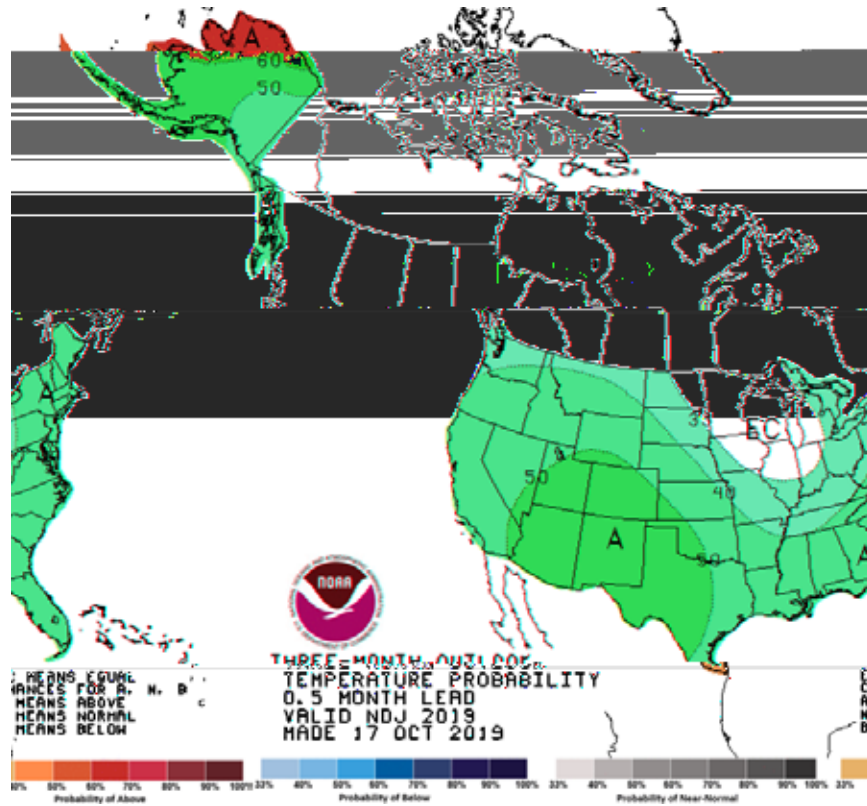 A
60
50
A
EC
50
40
A
50
A
NOAA
THREE-MONTH OUTLOOK
TEMPERATURE PROBABILITY
0.5 MONTH LEAD
VALID NDJ 2019
MADE 17 OCT 2019
MEANS EQUAL
FOR A, N, B
MEANS ABOVE
MEANS NORMAL
MEANS BELOW
40% 50% 60% 70% 80% 90% 100%
Probability of Above
33% 40% 50% 60% 70% 80% 90% 100%
Probability of Below
33% 40% 50% 60% 70% 80% 90% 100%
Probability of Near-Normal
33%